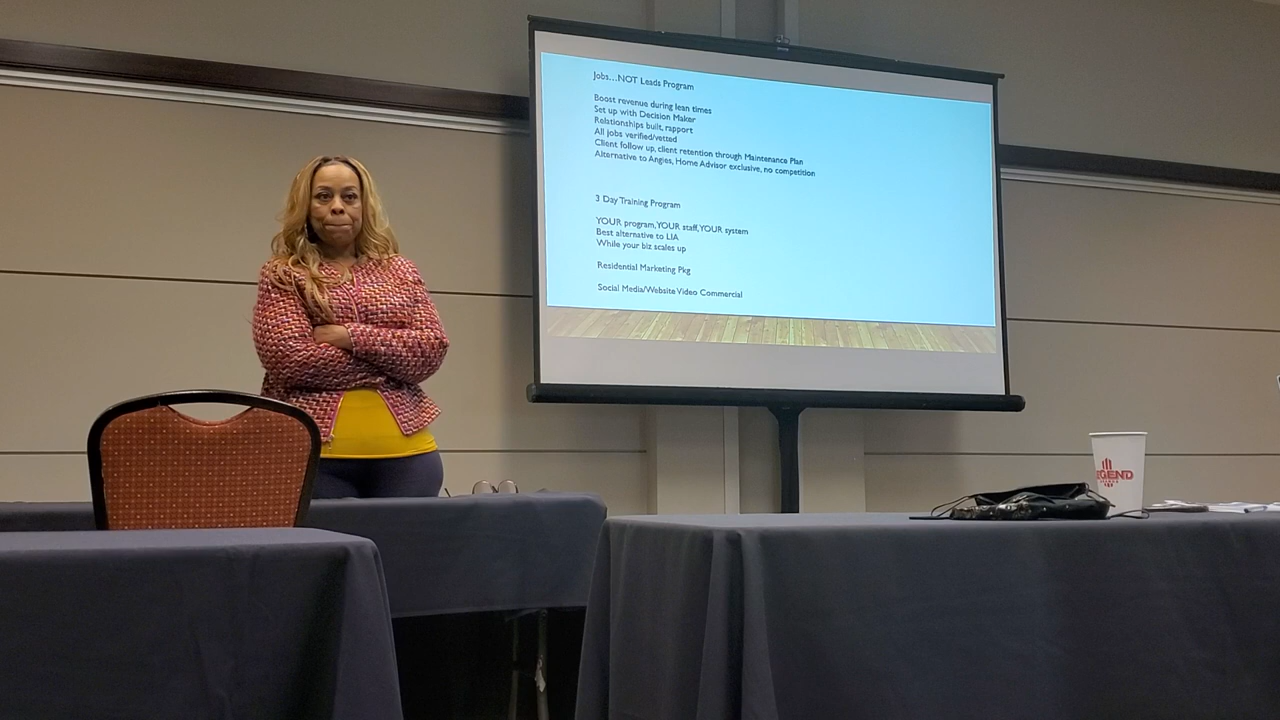 Jobs...NOT Leads Program
Boost revenue during lean times
Set up with Decision Maker
Relationships built, rapport
All jobs verified/vetted
Client follow up, client retention through Maintenance Plan
Alternative to Angies, Home Advisor exclusive, no competition
3 Day Training Program
YOUR program, YOUR staff, YOUR system
Best alternative to LIA
While your biz scales up
Residential Marketing Pkg
Social Media/Website Video Commercial
EGEND